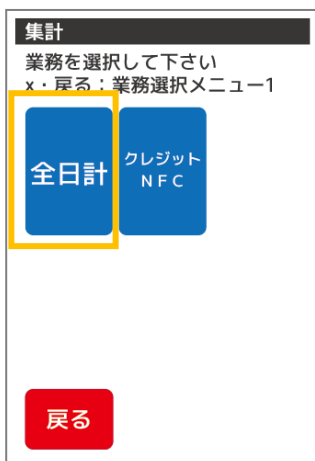 集計
業務を選択して下さい
x・戻る：業務選択メニュー1
全日計
クレジット
ＮＦＣ
戻る